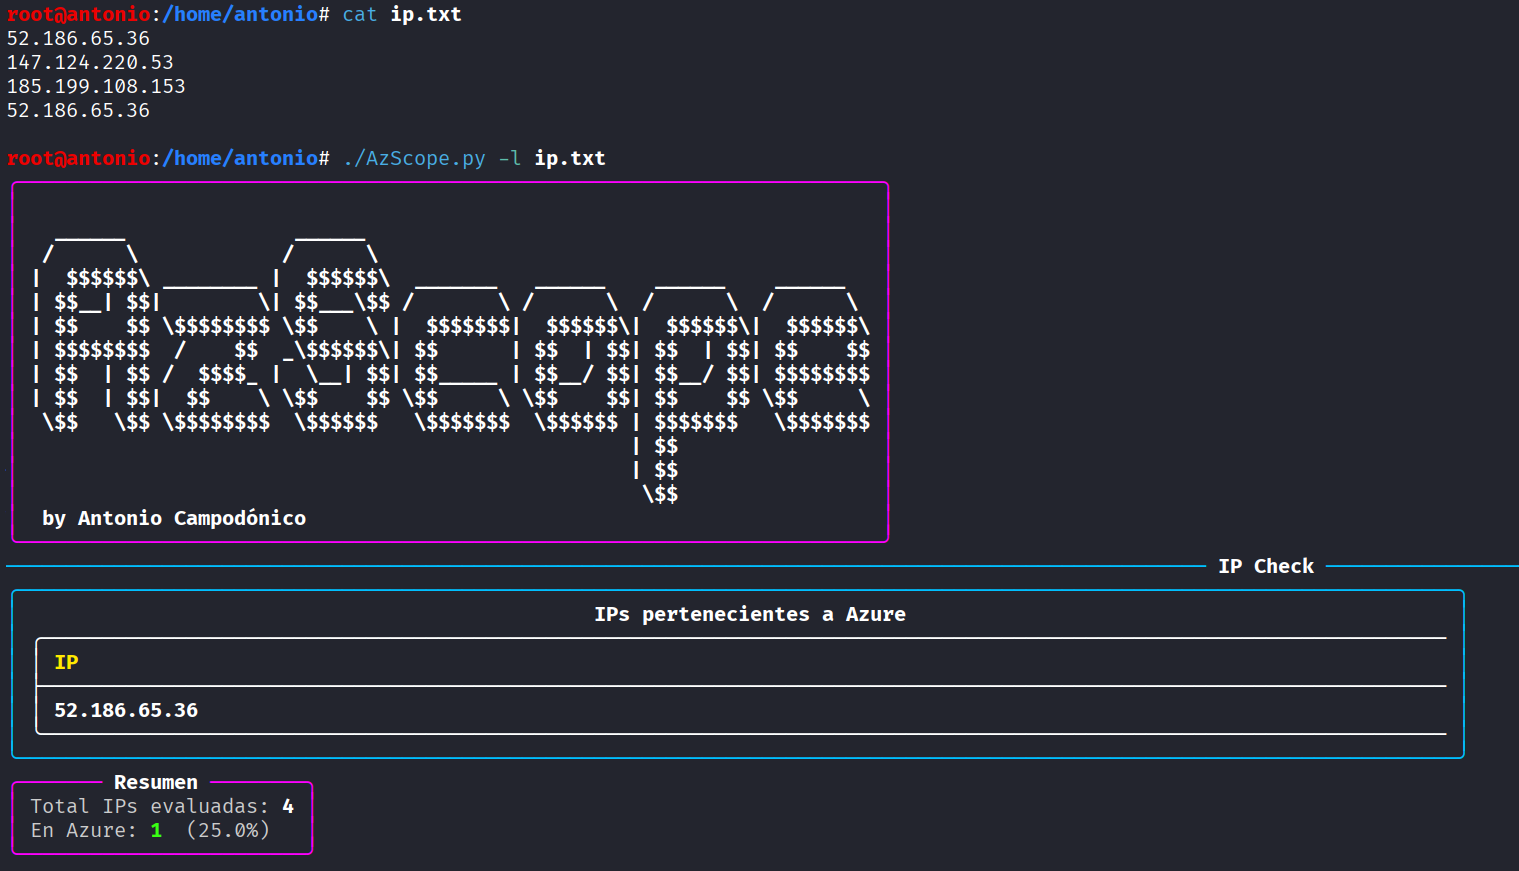 root@antonio:/home/antonio# cat ip.txt
52.186.65.36
147.124.220.53
185.199.108.153
52.186.65.36
root@antonio:/home/antonio# ./AzScope.py -l ip.txt
  ______              ______
 /      \            /      \
|  $$$$$$\ ________ |  $$$$$$\  _______   ______    ______    ______
| $$__| $$|        \| $$___\$$ /       \ /      \  /      \  /      \
| $$    $$ \$$$$$$$$ \$$    \ |  $$$$$$$|  $$$$$$\|  $$$$$$\|  $$$$$$\
| $$$$$$$$  /    $$  _\$$$$$$\| $$      | $$  | $$| $$  | $$| $$    $$
| $$  | $$ /  $$$$_ |  \__| $$| $$_____ | $$__/ $$| $$__/ $$| $$$$$$$$
| $$  | $$|  $$    \ \$$    $$ \$$     \ \$$    $$| $$    $$ \$$     \
 \$$   \$$ \$$$$$$$$  \$$$$$$   \$$$$$$$  \$$$$$$ | $$$$$$$   \$$$$$$$
                                                  | $$
                                                  | $$
                                                   \$$
by Antonio Campodónico
IP Check
IPs pertenecientes a Azure
IP
52.186.65.36
Resumen
Total IPs evaluadas: 4
En Azure: 1  (25.0%)